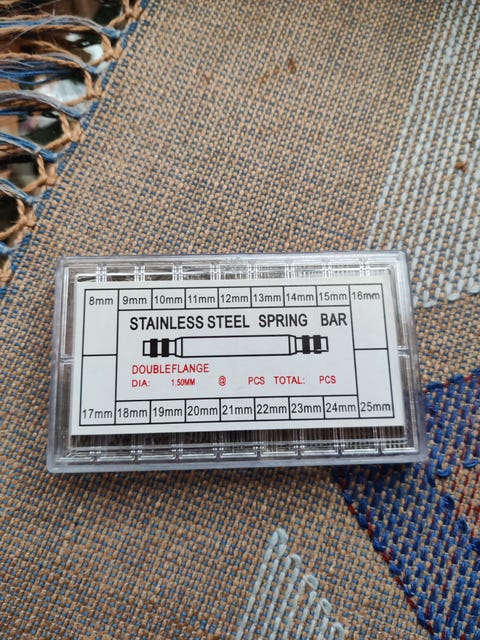 8mm 9mm 10mm 11mm 12mm 13mm 14mm 15mm 16mm
STAINLESS STEEL SPRING BAR
DOUBLEFLANGE
DIA: 1.50MM @ PCS TOTAL: PCS
17mm 18mm 19mm 20mm 21mm 22mm 23mm 24mm 25mm